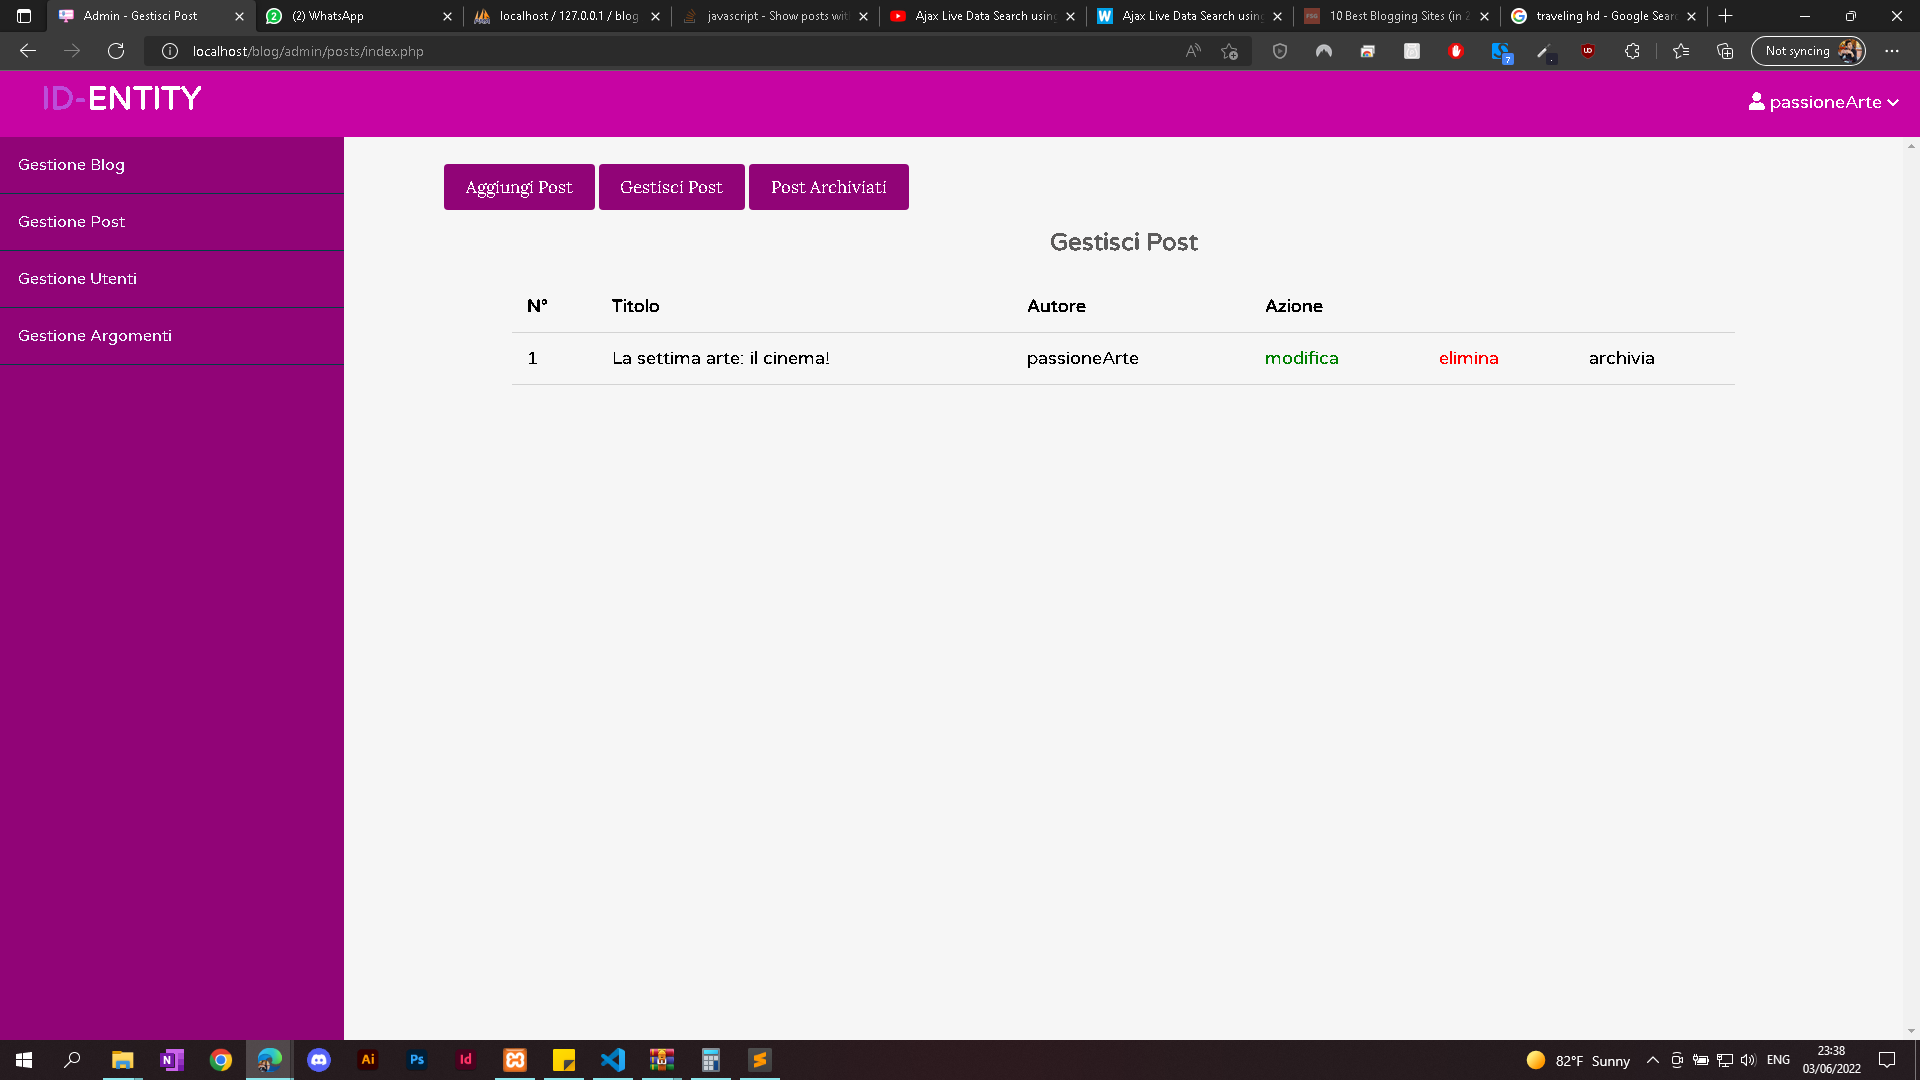 Admin - Gestisci Post
(2) WhatsApp
localhost / 127.0.0.1 / blog
javascript - Show posts wit
Ajax Live Data Search using
Ajax Live Data Search using
10 Best Blogging Sites (in 2
traveling hd - Google Sear
localhost/blog/admin/posts/index.php
7
Not syncing
ID-ENTITY
passioneArte
Gestione Blog
Gestione Post
Gestione Utenti
Gestione Argomenti
Aggiungi Post
Gestisci Post
Post Archiviati
Gestisci Post
N° Titolo Autore Azione
1 La settima arte: il cinema! passioneArte modifica elimina archivia
N
Ai
Ps
Id
82°F Sunny
ENG
23:38
03/06/2022